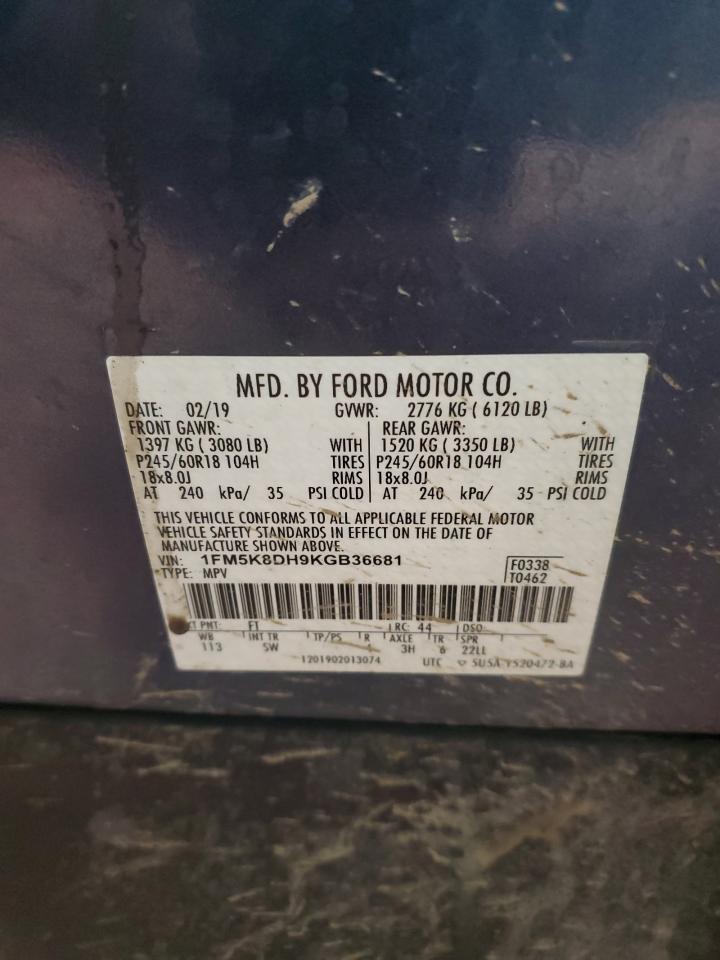 MFD. BY FORD MOTOR CO.
DATE: 02/19 GVWR: 2776 KG ( 6120 LB)
FRONT GAWR: REAR GAWR:
1397 KG ( 3080 LB) WITH 1520 KG ( 3350 LB) WITH
P245/60R18 104H TIRES P245/60R18 104H TIRES
18x8.0J RIMS 18x8.0J RIMS
AT 240 kPa/ 35 PSI COLD AT 240 kPa/ 35 PSI COLD
THIS VEHICLE CONFORMS TO ALL APPLICABLE FEDERAL MOTOR
VEHICLE SAFETY STANDARDS IN EFFECT ON THE DATE OF
MANUFACTURE SHOWN ABOVE.
VIN: 1FM5K8DH9KGB36681 F0338
TYPE: MPV T0462
PNT: FT RC: 44 DSO:
WB INT TR TP/PS R AXLE TR SPR
113 SW 3H 6 22LL
1201902013074 UTC